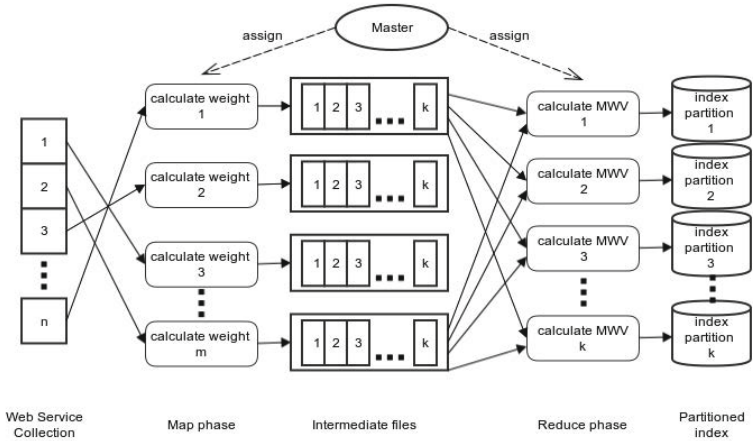 Master
assign
assign
calculate weight
1
1 2 3 k
calculate MWV
1
index
partition
1
1
2
3
n
calculate weight
2
1 2 3 k
calculate MWV
2
index
partition
2
calculate weight
3
1 2 3 k
calculate MWV
3
index
partition
3
calculate weight
m
1 2 3 k
calculate MWV
k
index
partition
k
Web Service
Collection
Map phase
Intermediate files
Reduce phase
Partitioned
index